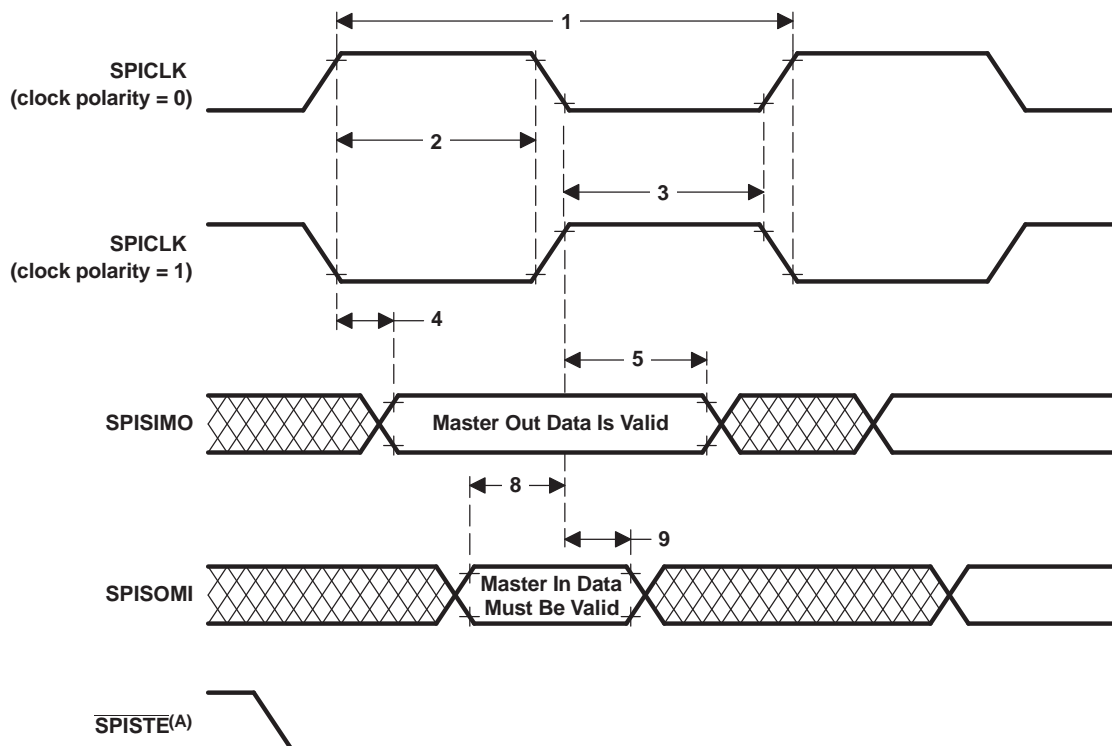 1
SPICLK
(clock polarity = 0)
2
3
SPICLK
(clock polarity = 1)
4
5
SPISIMO
Master Out Data Is Valid
8
9
SPISOMI
Master In Data
Must Be Valid
SPISTE(A)